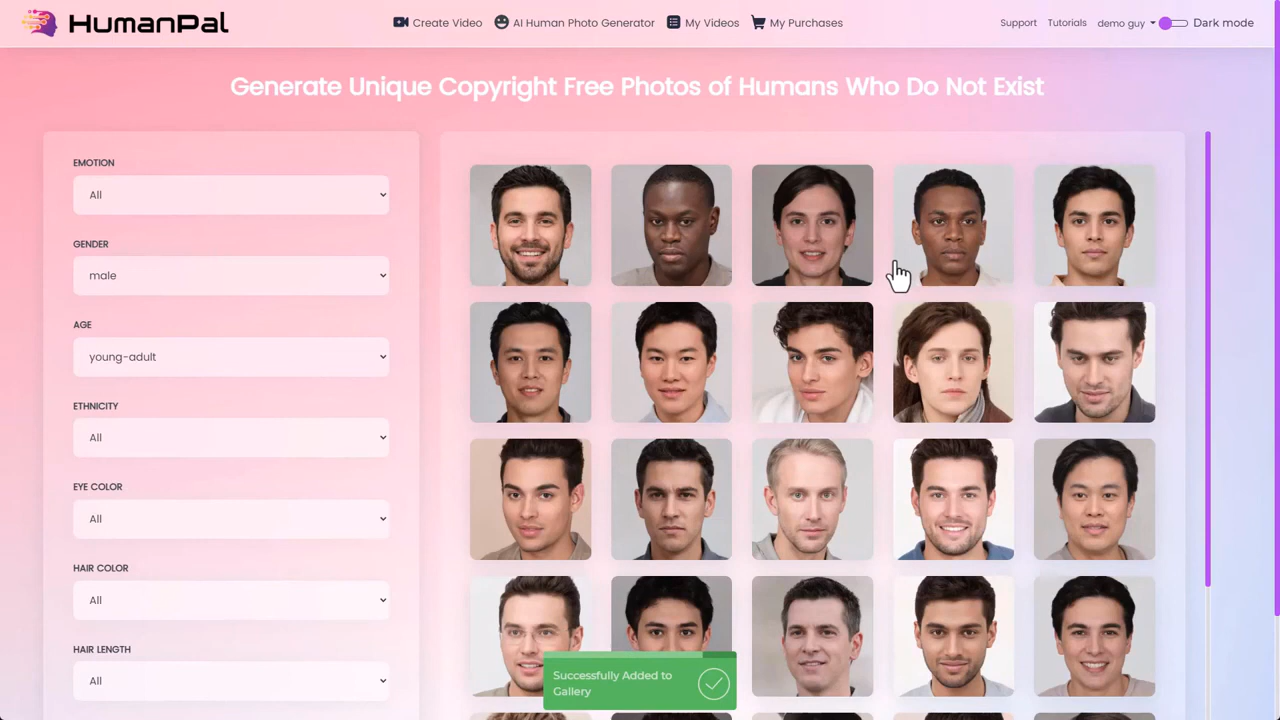 HumanPal
Create Video
AI Human Photo Generator
My Videos
My Purchases
Support
Tutorials
demo guy
Dark mode
Generate Unique Copyright Free Photos of Humans Who Do Not Exist
EMOTION
All
GENDER
male
AGE
young-adult
ETHNICITY
All
EYE COLOR
All
HAIR COLOR
All
HAIR LENGTH
All
Successfully Added to
Gallery